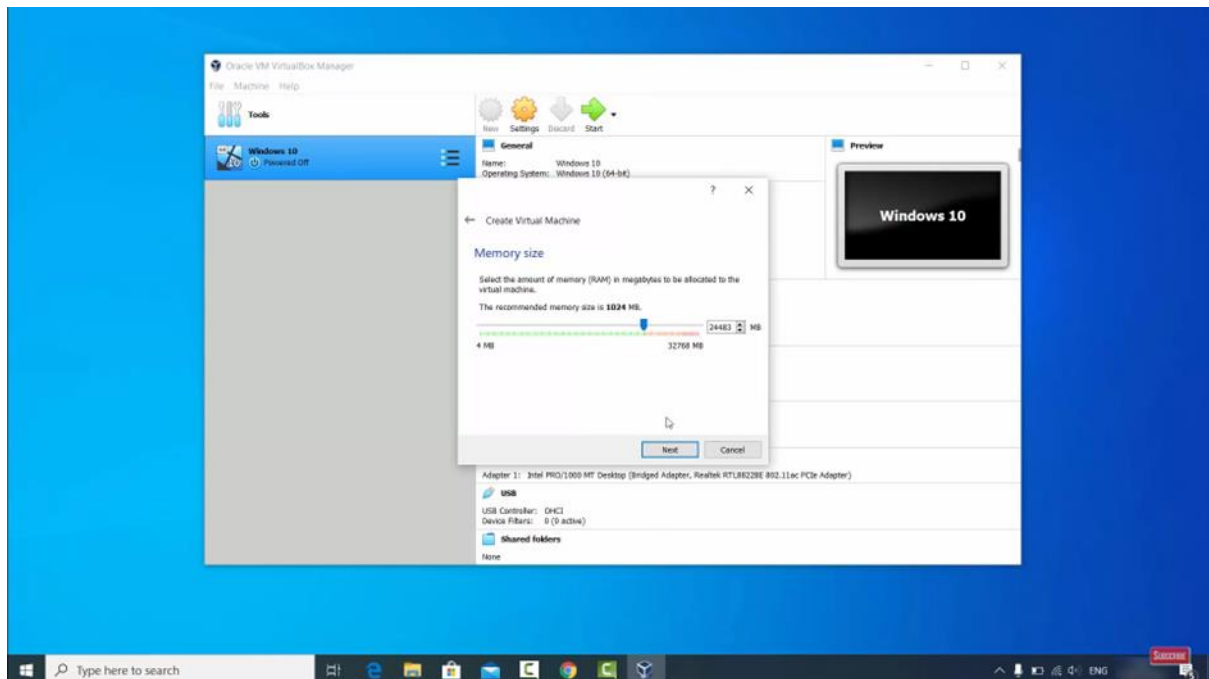 Oracle VM VirtualBox Manager
File Machine Help
Tools
New Settings Discard Start
Windows 10
Powered Off
General
Name: Windows 10
Operating System: Windows 10 (64-bit)
Preview
Windows 10
? ×
Create Virtual Machine
Memory size
Select the amount of memory (RAM) in megabytes to be allocated to the
virtual machine.
The recommended memory size is 1024 MB.
24483 MB
4 MB 32768 MB
Next Cancel
Adapter 1: Intel PRO/1000 MT Desktop (Bridged Adapter, Realtek RTL8822BE 802.11ac PCIe Adapter)
USB
USB Controller: OHCI
Device Filters: 0 (0 active)
Shared folders
None
Type here to search
ENG
SUBSCRIBE